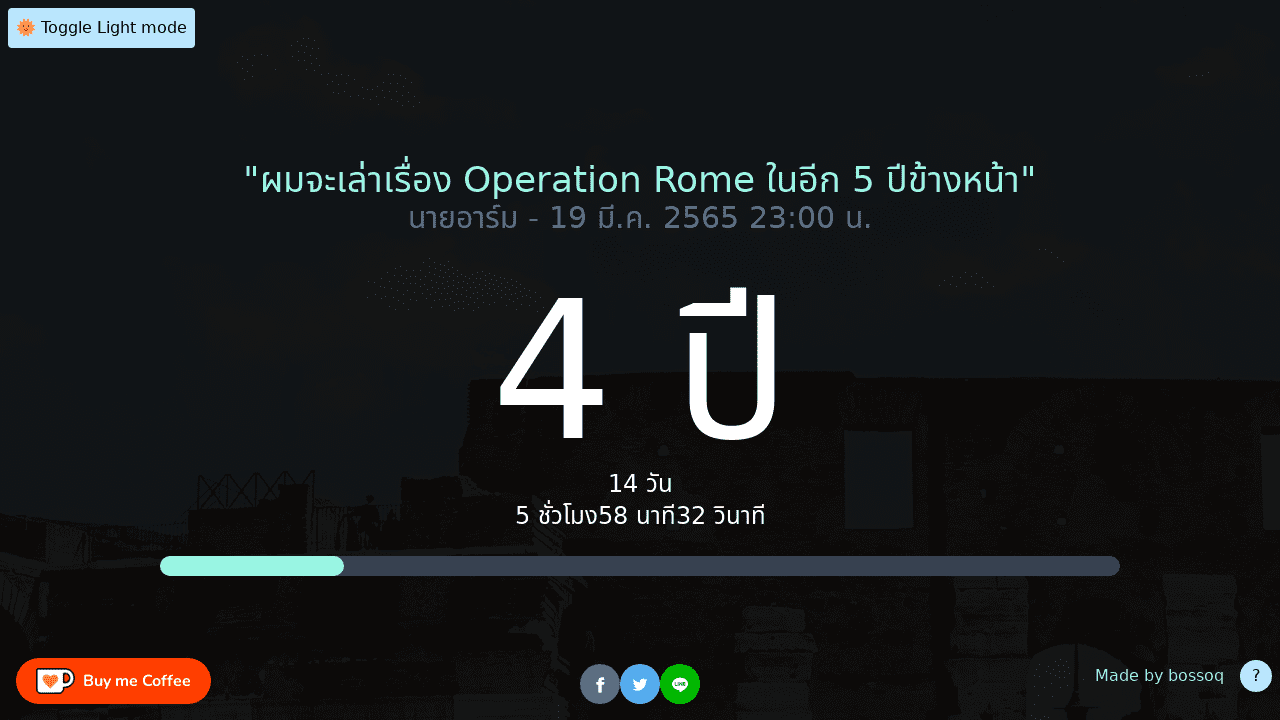 🌞 Toggle Light mode
"ผมจะเล่าเรื่อง Operation Rome ในอีก 5 ปีข้างหน้า"
นายอาร์ม - 19 มี.ค. 2565 23:00 น.
4 ปี
14 วัน
5 ชั่วโมง58 นาที32 วินาที
Buy me Coffee
LINE
Made by bossoq
?